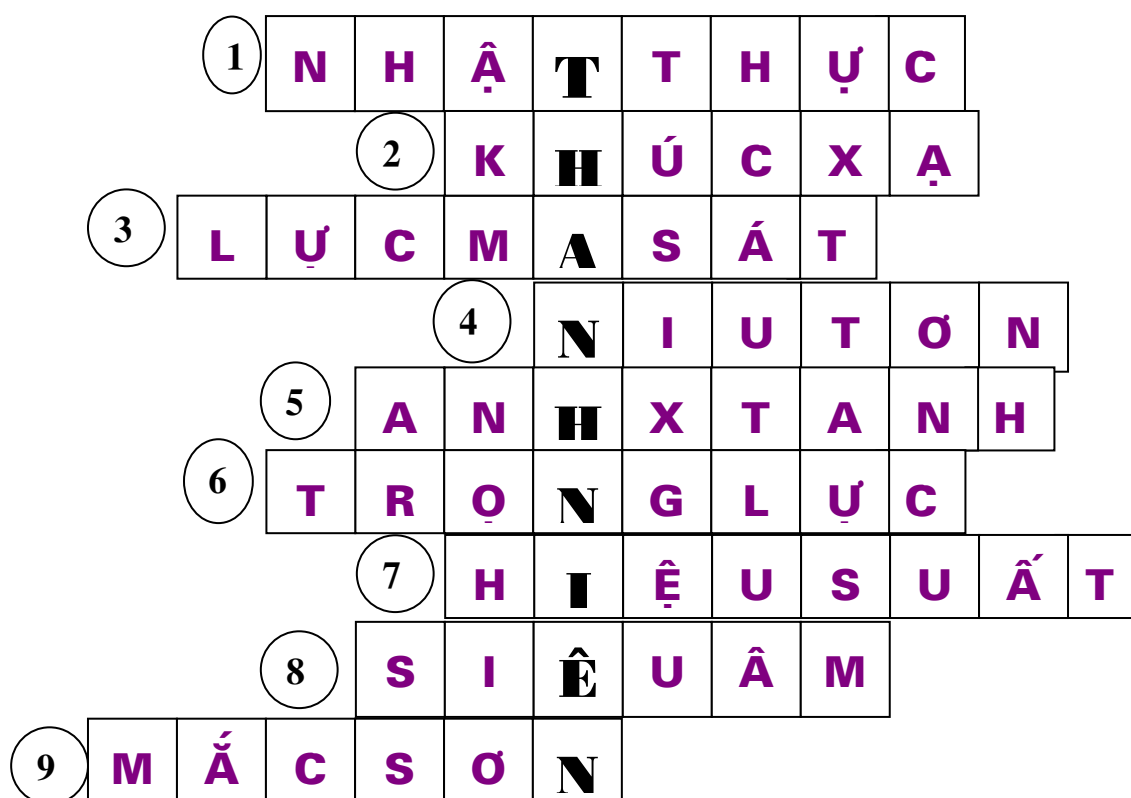 1 NHẬTTHỰC
2 KHÚCXẠ
3 LỰCMASÁT
4 NIUTƠN
5 ANHXTANH
6 TRỌNGLỰC
7 HIỆUSUẤT
8 SIÊUÂM
9 MẮCSƠN